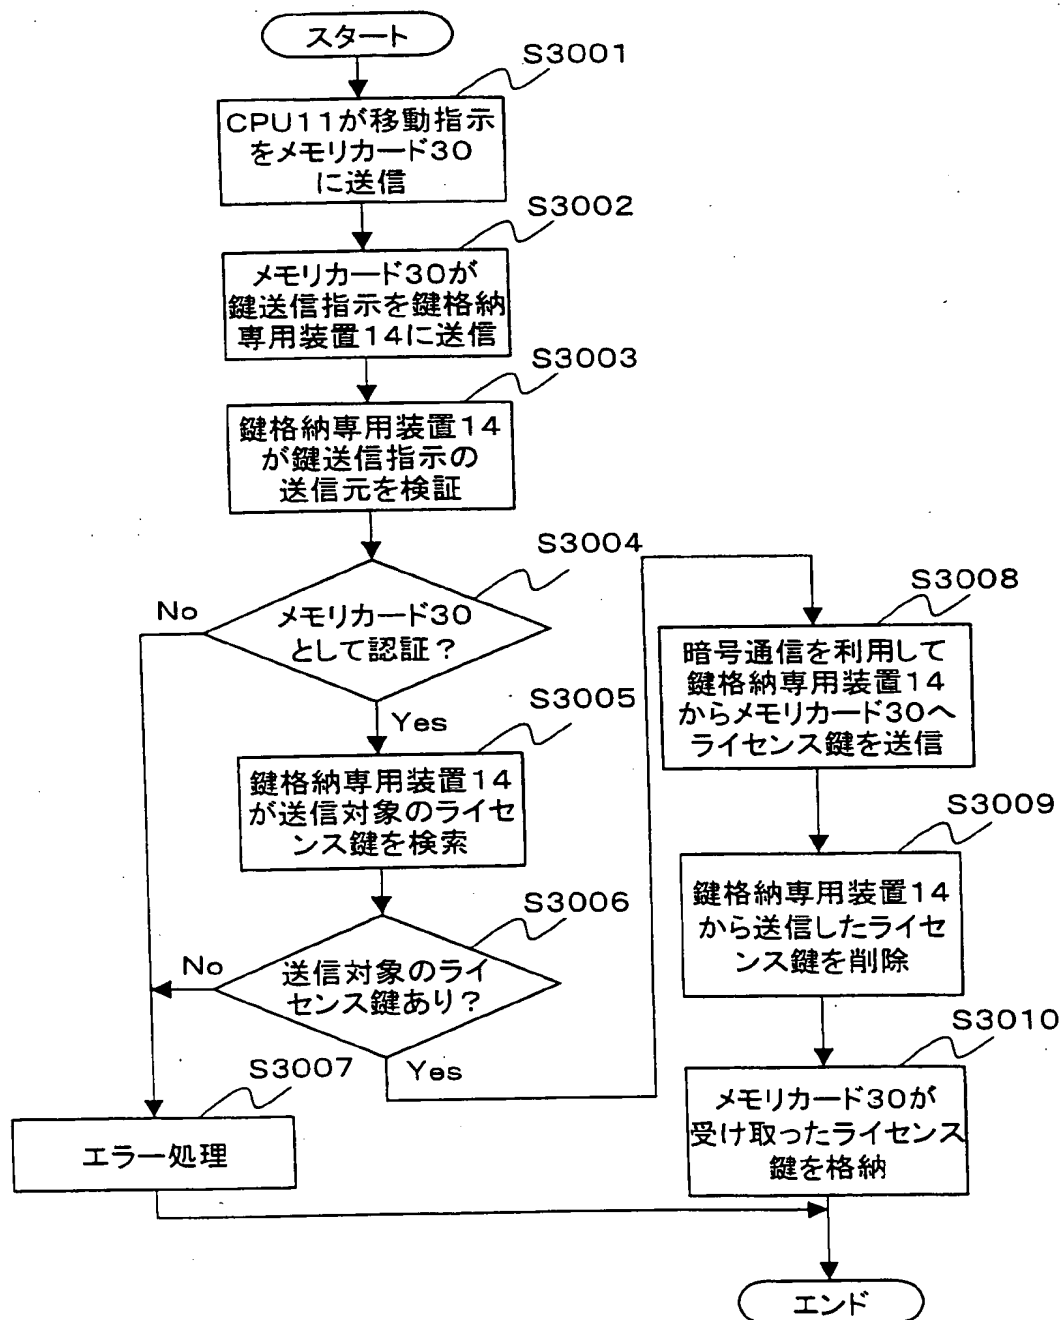 スタート
S3001
CPU11が移動指示
をメモリカード30
に送信
S3002
メモリカード30が
鍵送信指示を鍵格納
専用装置14に送信
S3003
鍵格納専用装置14
が鍵送信指示の
送信元を検証
S3004
メモリカード30
として認証？
No
Yes
S3005
鍵格納専用装置14
が送信対象のライセ
ンス鍵を検索
S3006
送信対象のライ
センス鍵あり？
No
Yes
S3007
エラー処理
S3008
暗号通信を利用して
鍵格納専用装置14
からメモリカード30へ
ライセンス鍵を送信
S3009
鍵格納専用装置14
から送信したライセ
ンス鍵を削除
S3010
メモリカード30が
受け取ったライセンス
鍵を格納
エンド